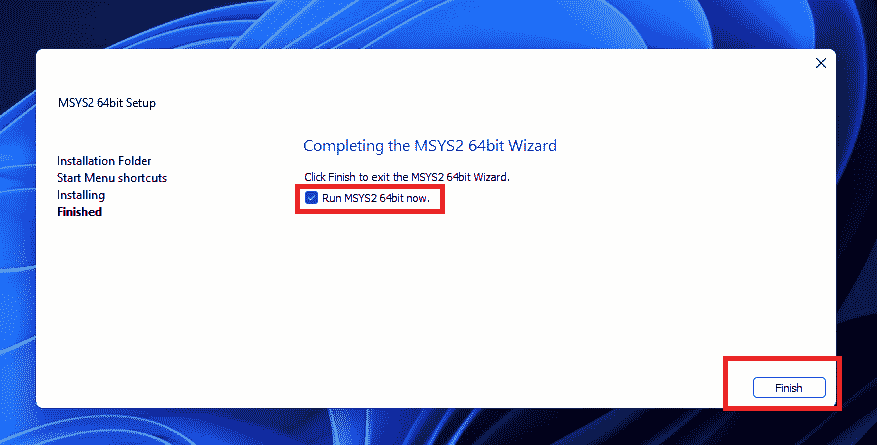 MSYS2 64bit Setup
Installation Folder
Start Menu shortcuts
Installing
Finished
Completing the MSYS2 64bit Wizard
Click Finish to exit the MSYS2 64bit Wizard.
Run MSYS2 64bit now.
Finish